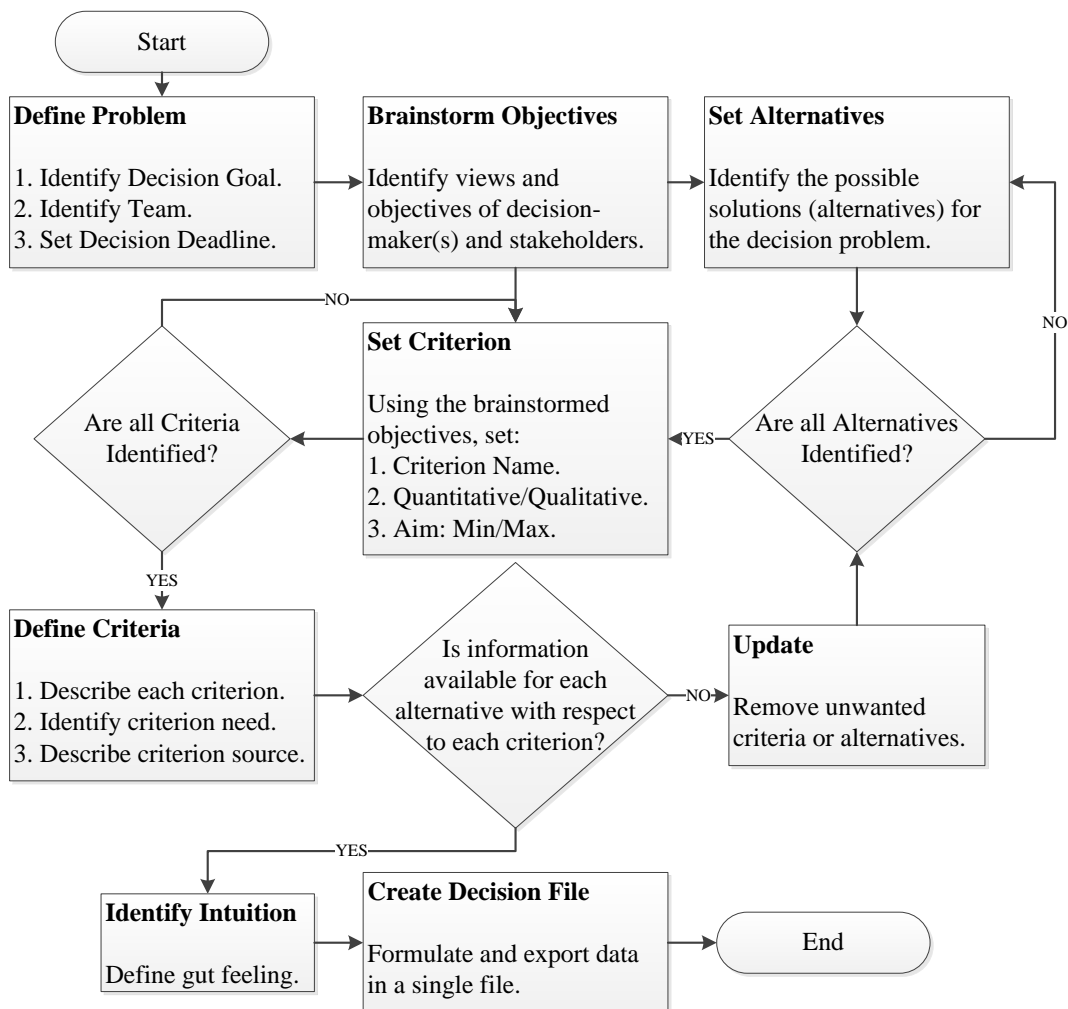 Start
Define Problem
1. Identify Decision Goal.
2. Identify Team.
3. Set Decision Deadline.
Brainstorm Objectives
Identify views and
objectives of decision-
maker(s) and stakeholders.
Set Alternatives
Identify the possible
solutions (alternatives) for
the decision problem.
NO
NO
Are all Criteria
Identified?
Set Criterion
Using the brainstormed
objectives, set:
1. Criterion Name.
2. Quantitative/Qualitative.
3. Aim: Min/Max.
YES
Are all Alternatives
Identified?
YES
Define Criteria
1. Describe each criterion.
2. Identify criterion need.
3. Describe criterion source.
Is information
available for each
alternative with respect
to each criterion?
NO
Update
Remove unwanted
criteria or alternatives.
YES
Identify Intuition
Define gut feeling.
Create Decision File
Formulate and export data
in a single file.
End